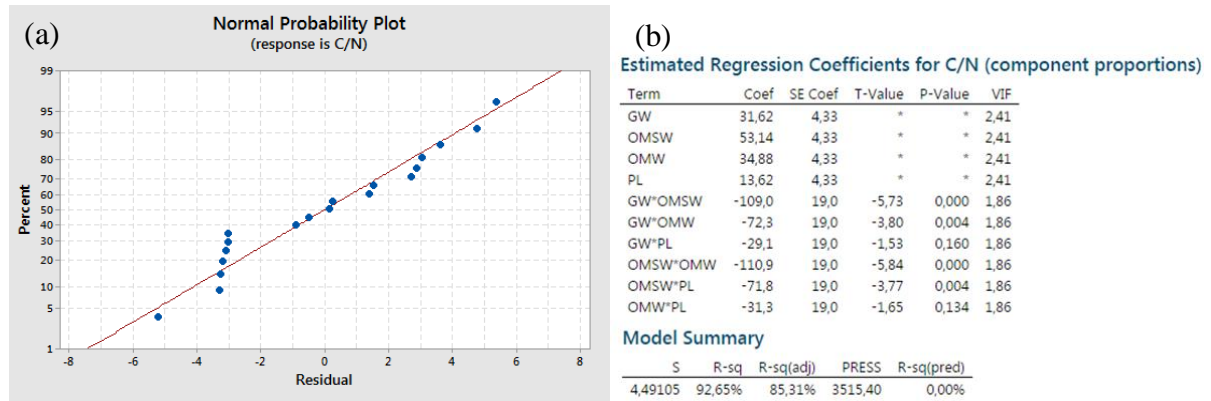 (a)
Normal Probability Plot
(response is C/N)
99
95
90
80
70
60
50
40
30
20
10
5
1
Percent
-8 -6 -4 -2 0 2 4 6 8
Residual
(b)
Estimated Regression Coefficients for C/N (component proportions)
Term Coef SE Coef T-Value P-Value VIF
GW 31,62 4,33 * * 2,41
OMSW 53,14 4,33 * * 2,41
OMW 34,88 4,33 * * 2,41
PL 13,62 4,33 * * 2,41
GW*OMSW -109,0 19,0 -5,73 0,000 1,86
GW*OMW -72,3 19,0 -3,80 0,004 1,86
GW*PL -29,1 19,0 -1,53 0,160 1,86
OMSW*OMW -110,9 19,0 -5,84 0,000 1,86
OMSW*PL -71,8 19,0 -3,77 0,004 1,86
OMW*PL -31,3 19,0 -1,65 0,134 1,86
Model Summary
S R-sq R-sq(adj) PRESS R-sq(pred)
4,49105 92,65% 85,31% 3515,40 0,00%